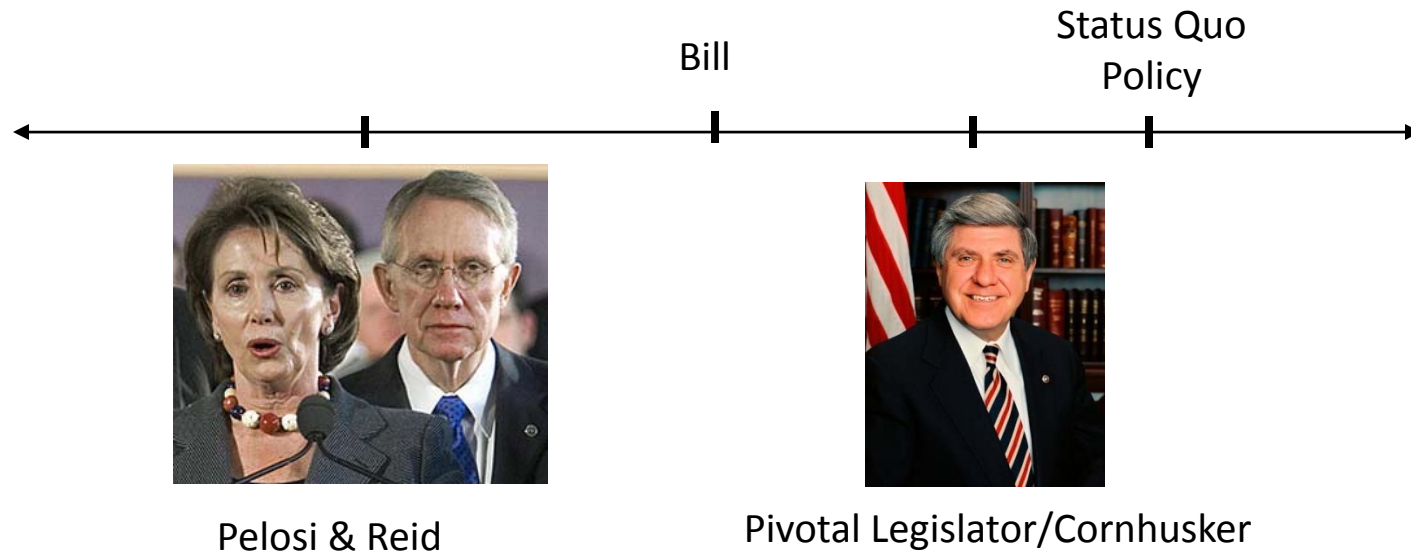 Bill
Status Quo
Policy
Pelosi & Reid
Pivotal Legislator/Cornhusker